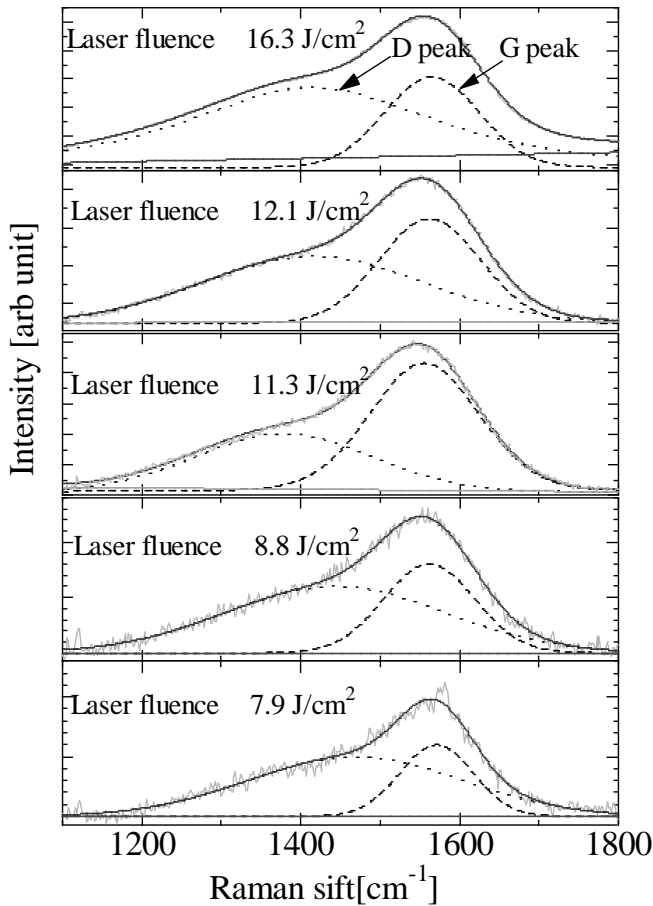 Laser fluence 16.3 J/cm²
D peak G peak
Laser fluence 12.1 J/cm²
Laser fluence 11.3 J/cm²
Laser fluence 8.8 J/cm²
Laser fluence 7.9 J/cm²
Intensity [arb unit]
1200 1400 1600 1800
Raman sift[cm⁻¹]